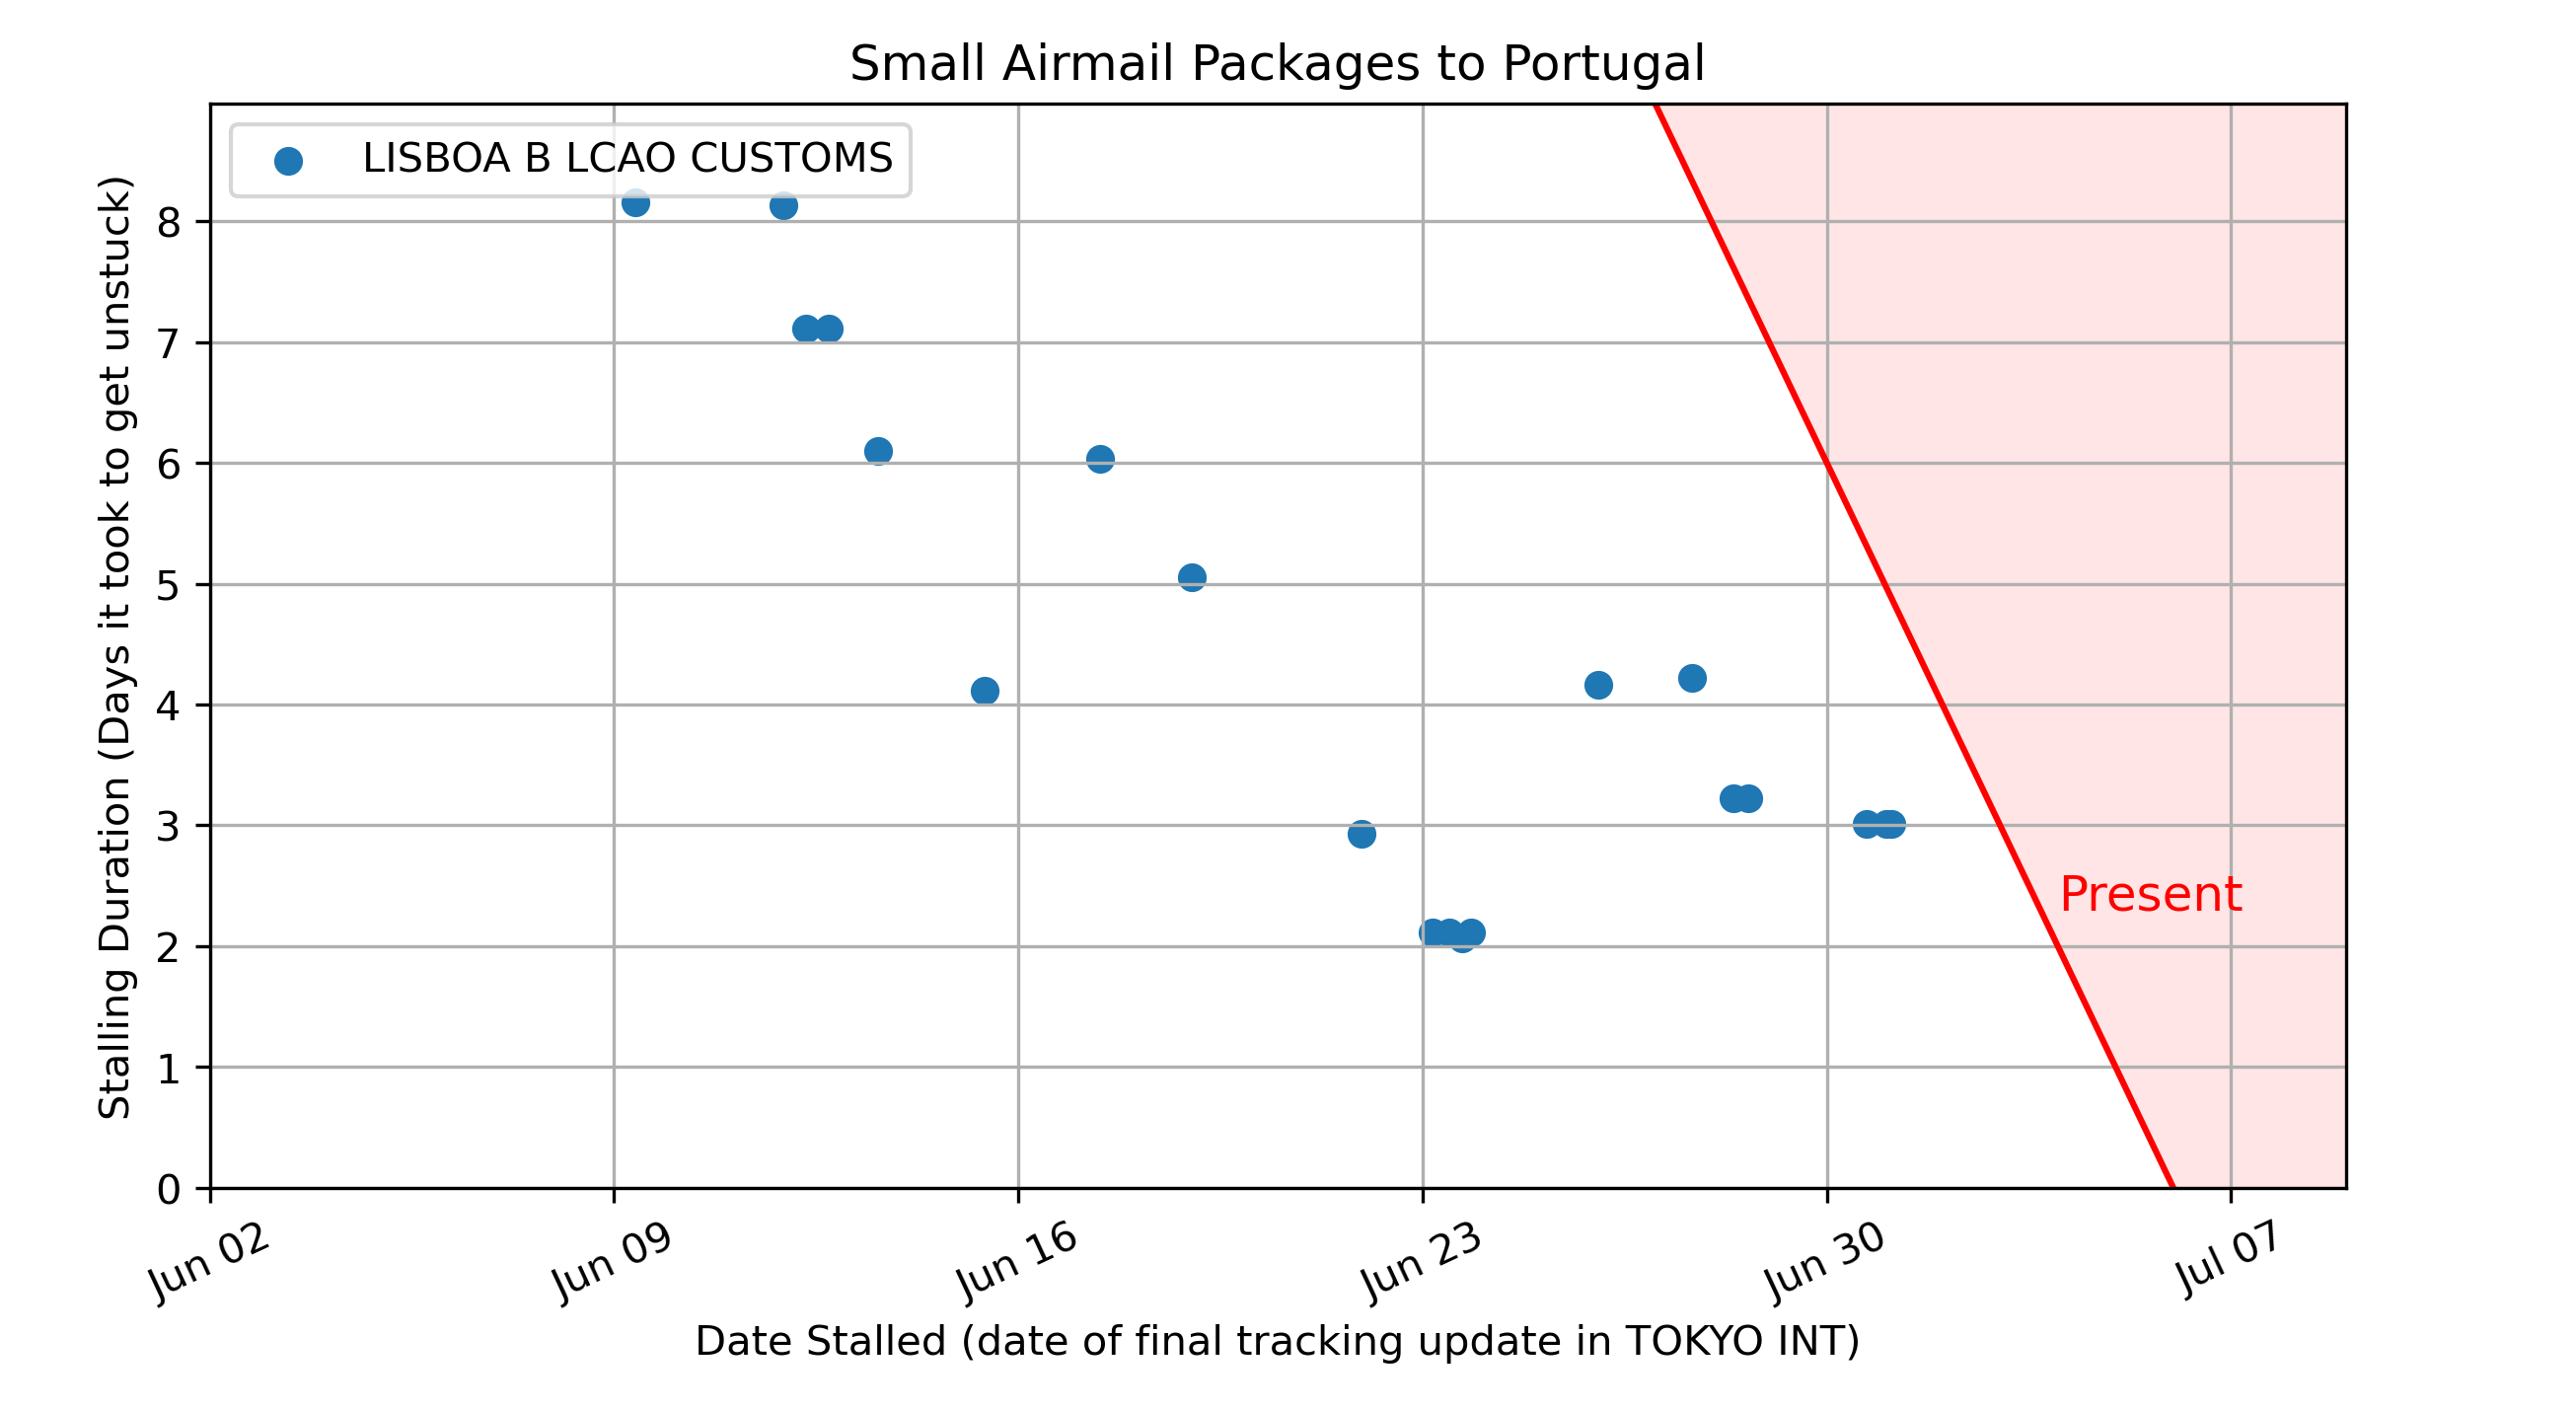 Small Airmail Packages to Portugal
LISBOA B LCAO CUSTOMS
Stalling Duration (Days it took to get unstuck)
8
7
6
5
4
3
2
1
0
Present
Jun 02
Jun 09
Jun 16
Jun 23
Jun 30
Jul 07
Date Stalled (date of final tracking update in TOKYO INT)